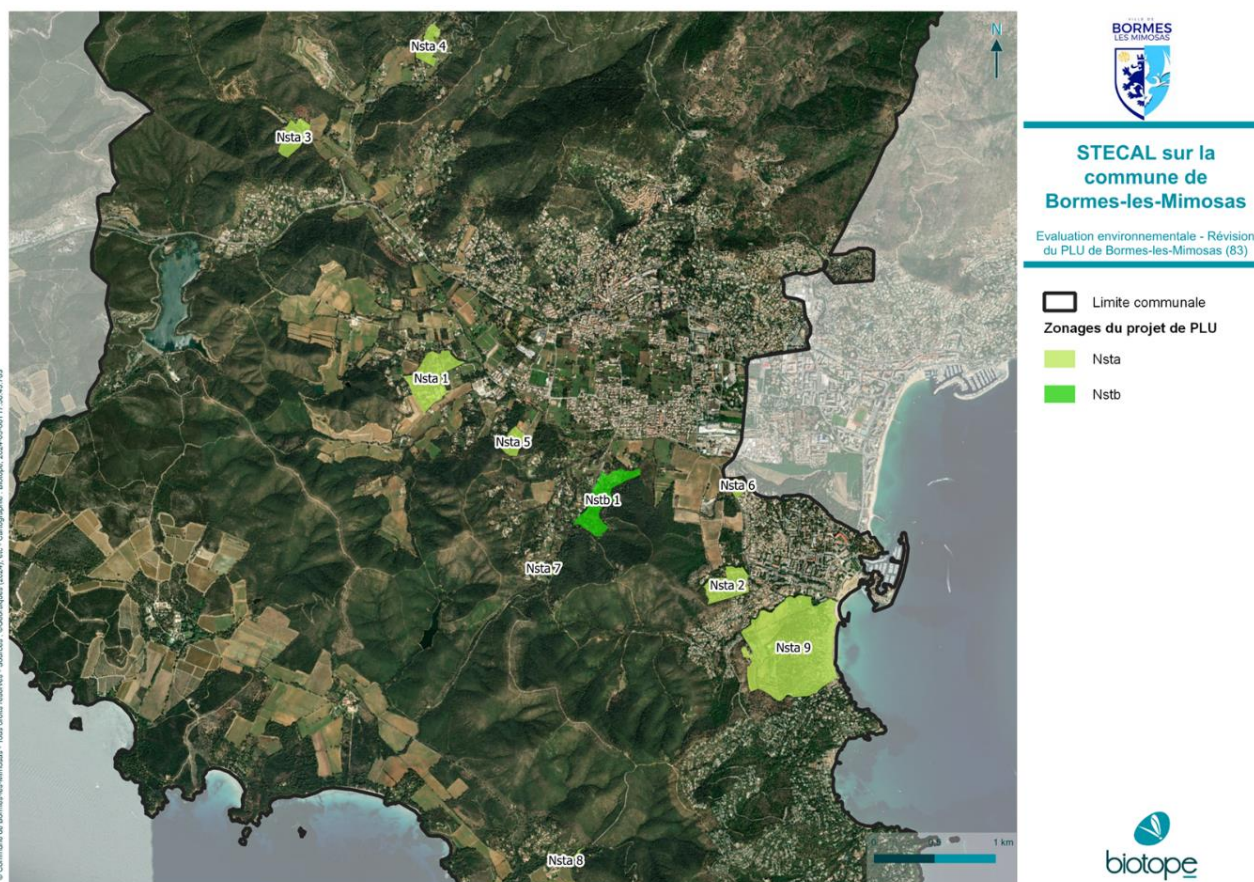 Nsta 4
N
Nsta 3
Nsta 1
Nsta 5
Nstb 1
Nsta 6
Nsta 7
Nsta 2
Nsta 9
Nsta 8
1 km
VILLE DE
BORMES
LES MIMOSAS
STECAL sur la
commune de
Bormes-les-Mimosas
Evaluation environnementale - Révision
du PLU de Bormes-les-Mimosas (83)
Limite communale
Zonages du projet de PLU
Nsta
Nstb
biotope